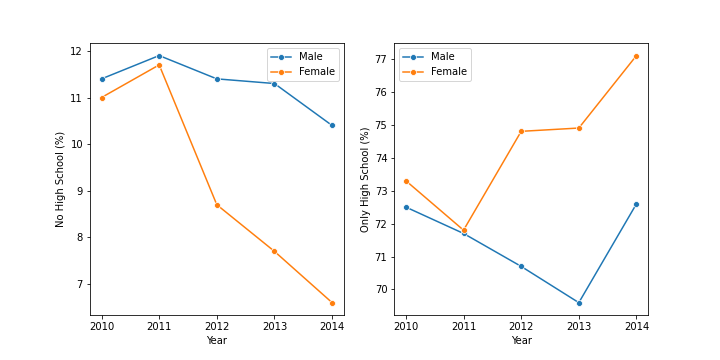 12
11
10
9
8
7
No High School (%)
2010 2011 2012 2013 2014
Year
Male
Female
77
76
75
74
73
72
71
70
Only High School (%)
2010 2011 2012 2013 2014
Year
Male
Female